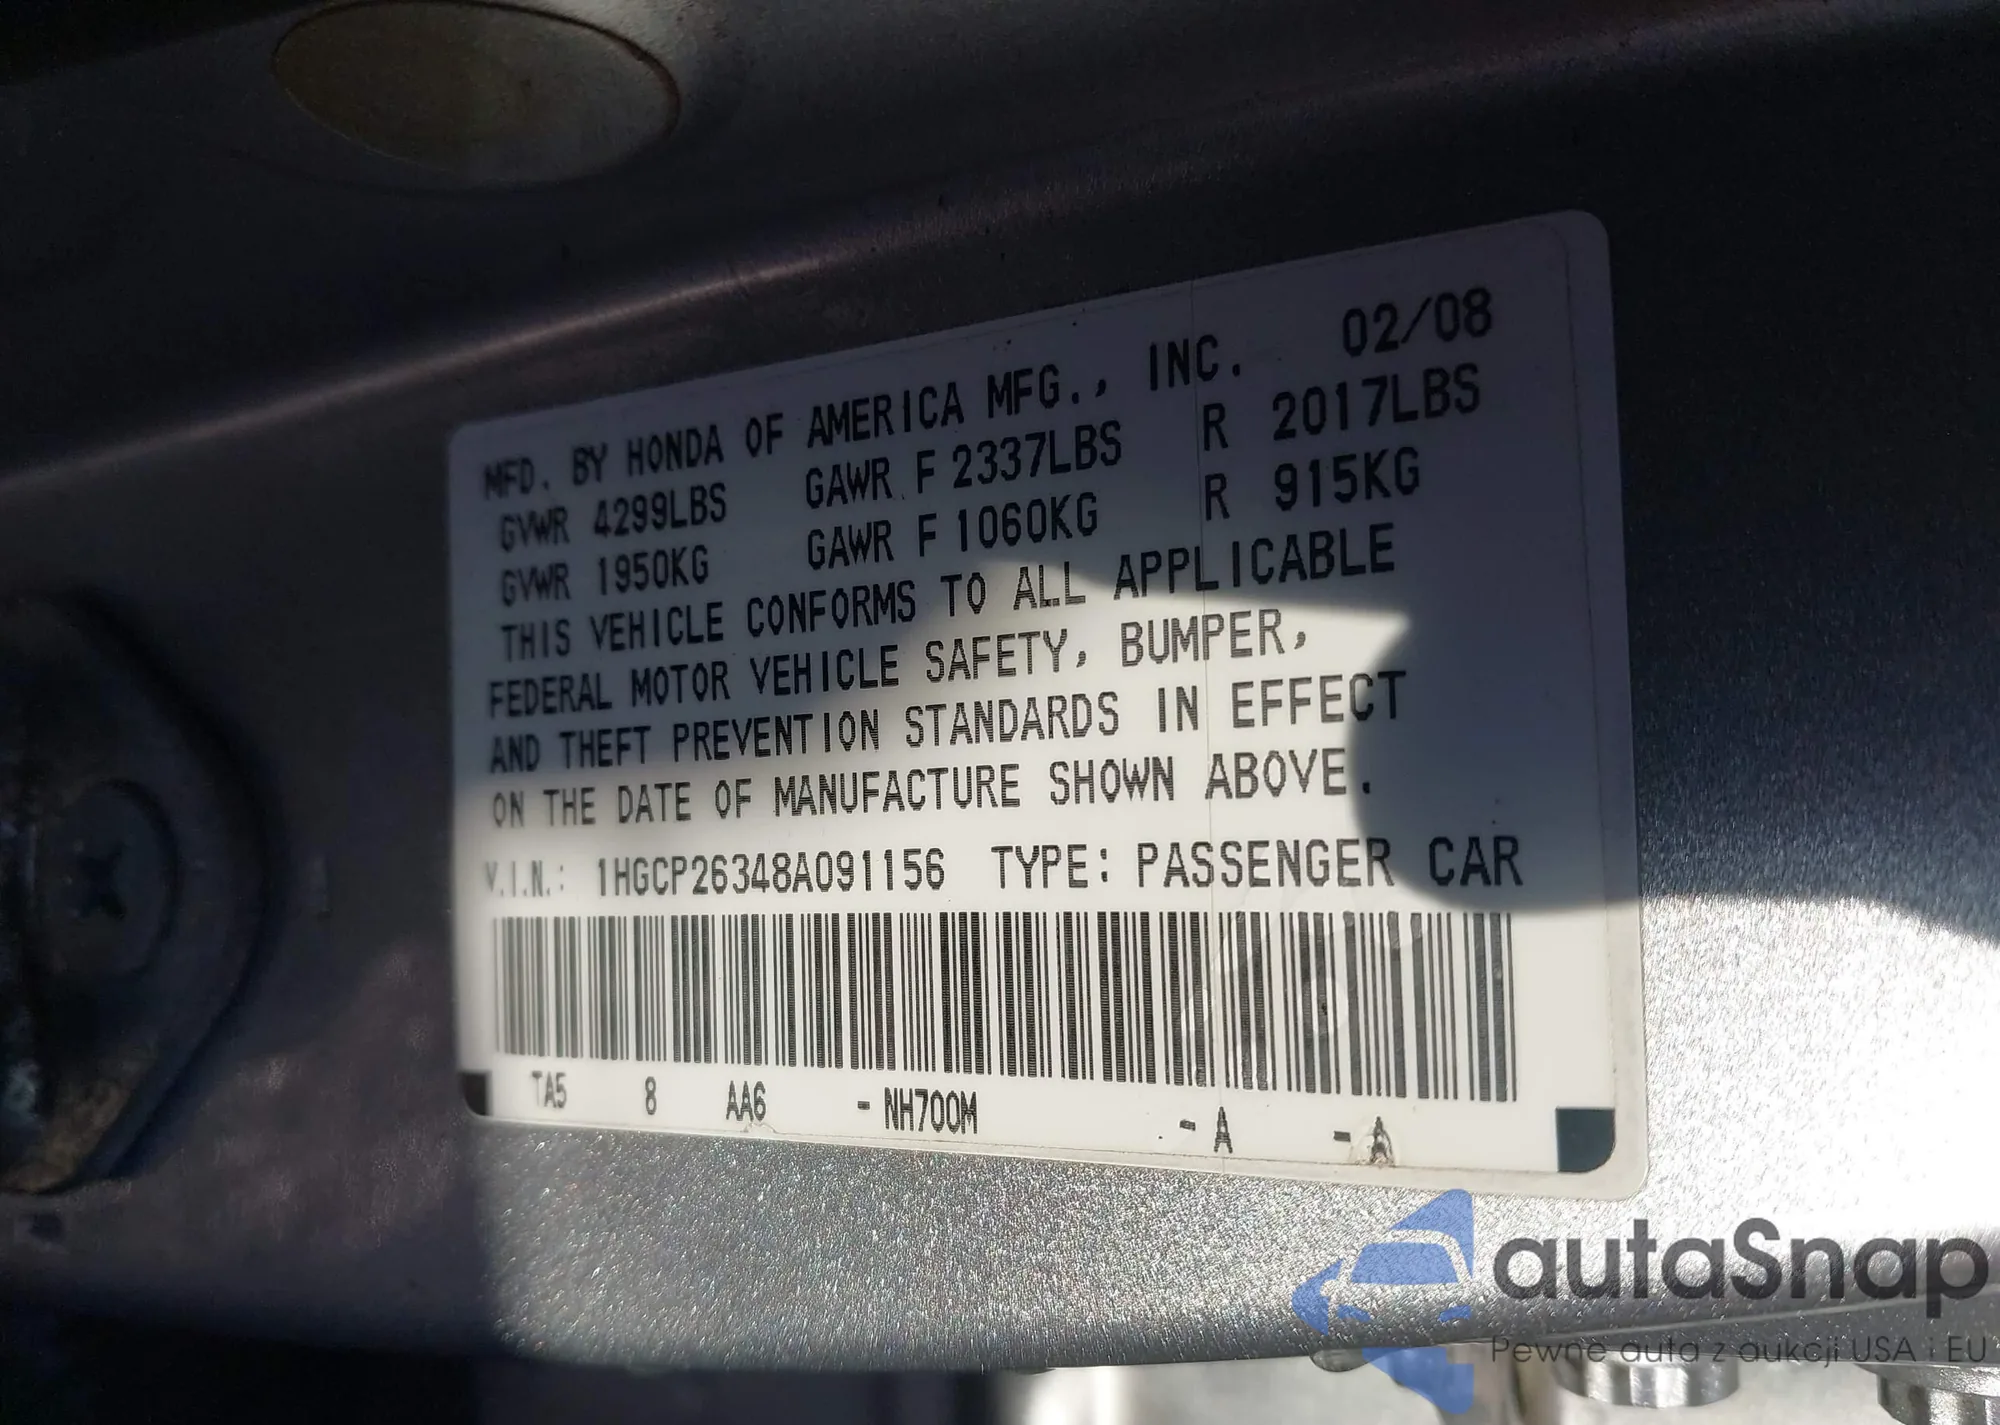 MFD. BY HONDA OF AMERICA MFG., INC. 02/08
GVWR 4299LBS GAWR F 2337LBS R 2017LBS
GVWR 1950KG GAWR F 1060KG R 915KG
THIS VEHICLE CONFORMS TO ALL APPLICABLE
FEDERAL MOTOR VEHICLE SAFETY, BUMPER,
AND THEFT PREVENTION STANDARDS IN EFFECT
ON THE DATE OF MANUFACTURE SHOWN ABOVE.
V.I.N.: 1HGCP26348A091156 TYPE: PASSENGER CAR
TA5 8 AA6 - NH700M - A - A
autaSnap
Pewne auta z aukcji USA i EU